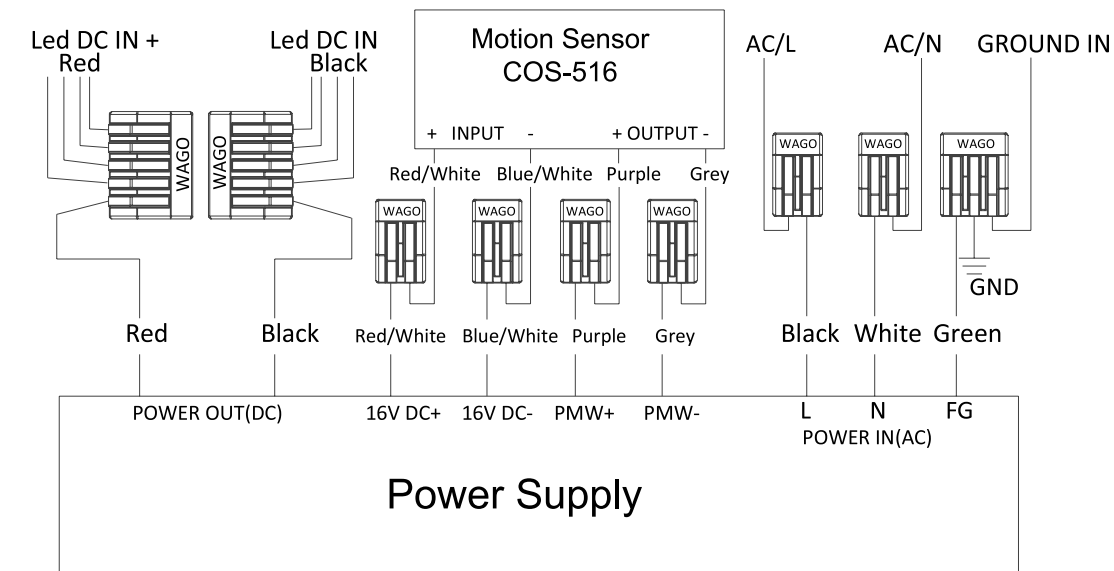 Led DC IN +
Red
Led DC IN
Black
Motion Sensor
COS-516
+ INPUT -
+ OUTPUT -
AC/L
AC/N
GROUND IN
WAGO
WAGO
WAGO
WAGO
WAGO
Red/White
Blue/White
Purple
Grey
WAGO
WAGO
WAGO
WAGO
GND
Red
Black
Red/White
Blue/White
Purple
Grey
Black
White
Green
POWER OUT(DC)
16V DC+
16V DC-
PMW+
PMW-
L
N
FG
POWER IN(AC)
Power Supply